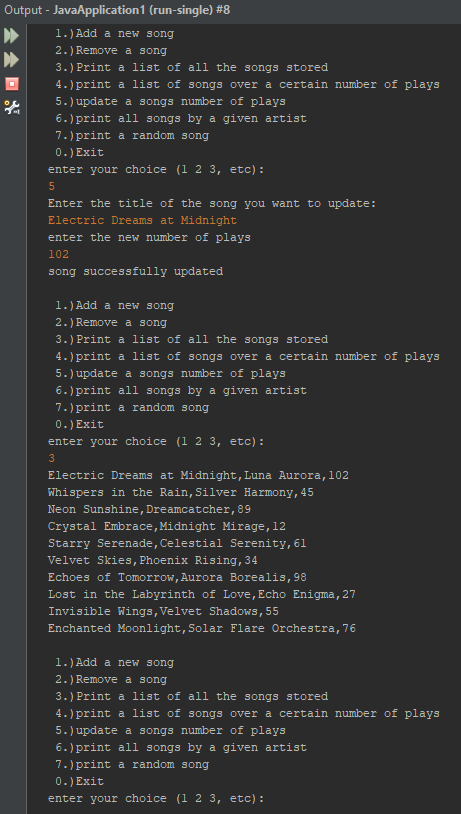 Output - JavaApplication1 (run-single) #8
1.)Add a new song
2.)Remove a song
3.)Print a list of all the songs stored
4.)print a list of songs over a certain number of plays
5.)update a songs number of plays
6.)print all songs by a given artist
7.)print a random song
0.)Exit
enter your choice (1 2 3, etc):
5
Enter the title of the song you want to update:
Electric Dreams at Midnight
enter the new number of plays
102
song successfully updated
1.)Add a new song
2.)Remove a song
3.)Print a list of all the songs stored
4.)print a list of songs over a certain number of plays
5.)update a songs number of plays
6.)print all songs by a given artist
7.)print a random song
0.)Exit
enter your choice (1 2 3, etc):
3
Electric Dreams at Midnight,Luna Aurora,102
Whispers in the Rain,Silver Harmony,45
Neon Sunshine,Dreamcatcher,89
Crystal Embrace,Midnight Mirage,12
Starry Serenade,Celestial Serenity,61
Velvet Skies,Phoenix Rising,34
Echoes of Tomorrow,Aurora Borealis,98
Lost in the Labyrinth of Love,Echo Enigma,27
Invisible Wings,Velvet Shadows,55
Enchanted Moonlight,Solar Flare Orchestra,76
1.)Add a new song
2.)Remove a song
3.)Print a list of all the songs stored
4.)print a list of songs over a certain number of plays
5.)update a songs number of plays
6.)print all songs by a given artist
7.)print a random song
0.)Exit
enter your choice (1 2 3, etc):